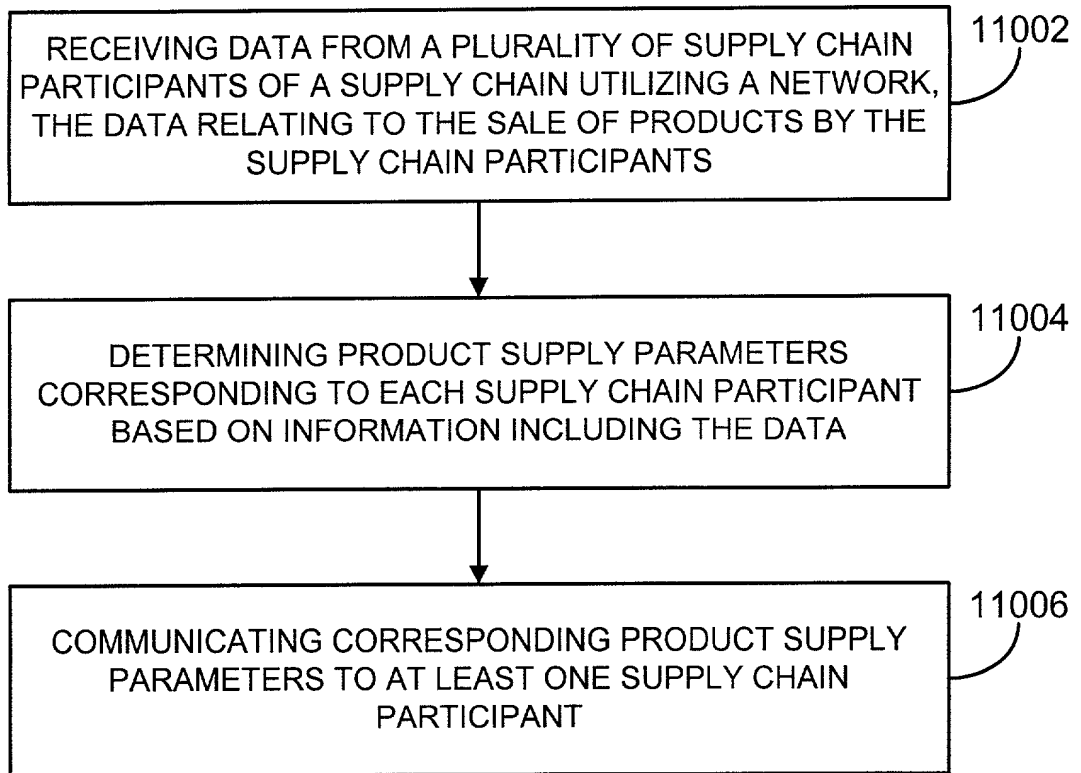 RECEIVING DATA FROM A PLURALITY OF SUPPLY CHAIN
PARTICIPANTS OF A SUPPLY CHAIN UTILIZING A NETWORK,
THE DATA RELATING TO THE SALE OF PRODUCTS BY THE
SUPPLY CHAIN PARTICIPANTS
11002
DETERMINING PRODUCT SUPPLY PARAMETERS
CORRESPONDING TO EACH SUPPLY CHAIN PARTICIPANT
BASED ON INFORMATION INCLUDING THE DATA
11004
COMMUNICATING CORRESPONDING PRODUCT SUPPLY
PARAMETERS TO AT LEAST ONE SUPPLY CHAIN
PARTICIPANT
11006